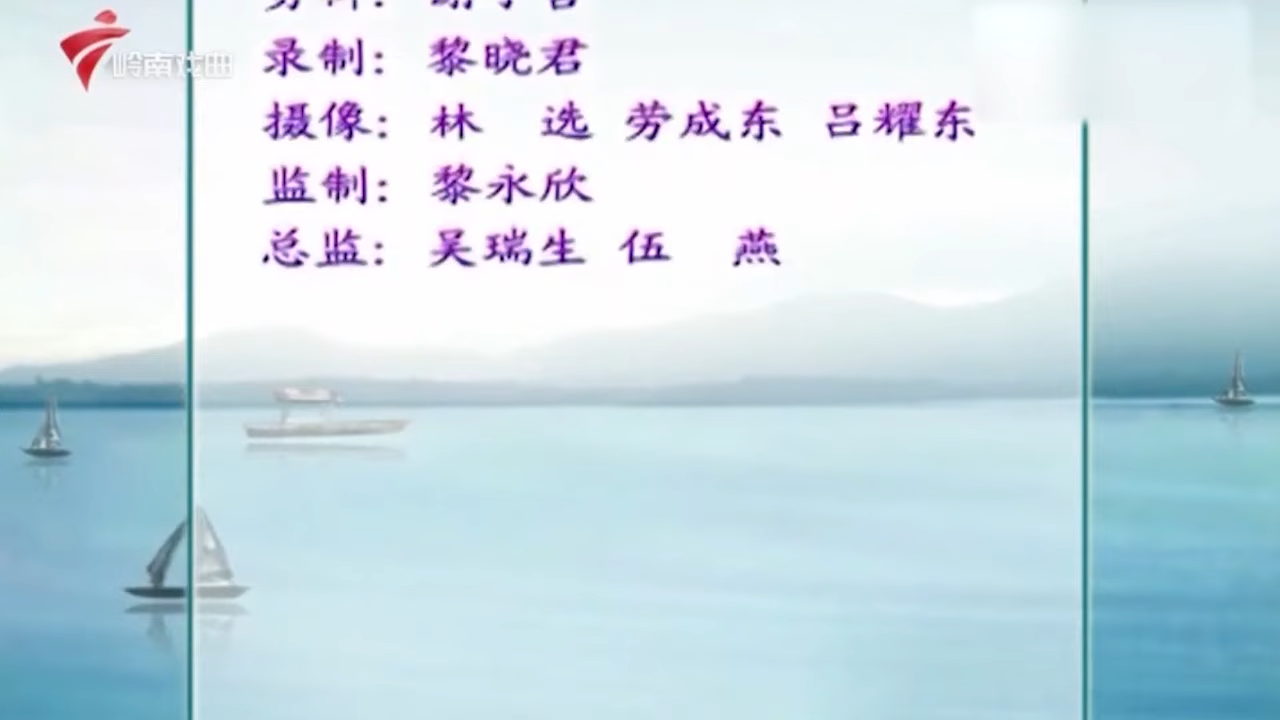 岭南戏曲
录制：黎晓君
摄像：林　选 劳成东 吕耀东
监制：黎永欣
总监：吴瑞生 伍　燕